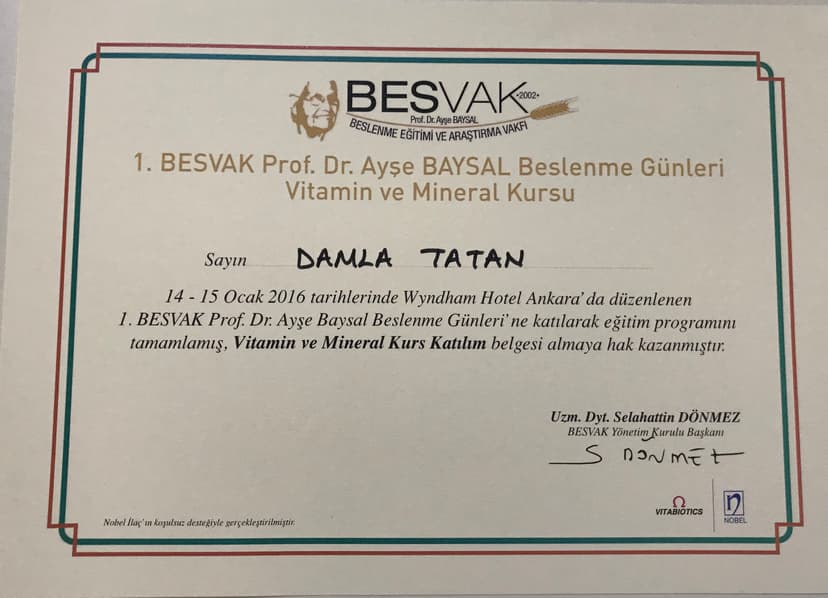 BESVAK
•2002•
Prof. Dr. Ayşe BAYSAL
BESLENME EĞİTİMİ VE ARAŞTIRMA VAKFI
1. BESVAK Prof. Dr. Ayşe BAYSAL Beslenme Günleri
Vitamin ve Mineral Kursu
Sayın DAMLA TATAN
14 - 15 Ocak 2016 tarihlerinde Wyndham Hotel Ankara'da düzenlenen
1. BESVAK Prof. Dr. Ayşe Baysal Beslenme Günleri'ne katılarak eğitim programını
tamamlamış, Vitamin ve Mineral Kurs Katılım belgesi almaya hak kazanmıştır.
Uzm. Dyt. Selahattin DÖNMEZ
BESVAK Yönetim Kurulu Başkanı
S DÖNMEZ
Nobel İlaç'ın koşulsuz desteğiyle gerçekleştirilmiştir.
VITABIOTICS
n
NOBEL